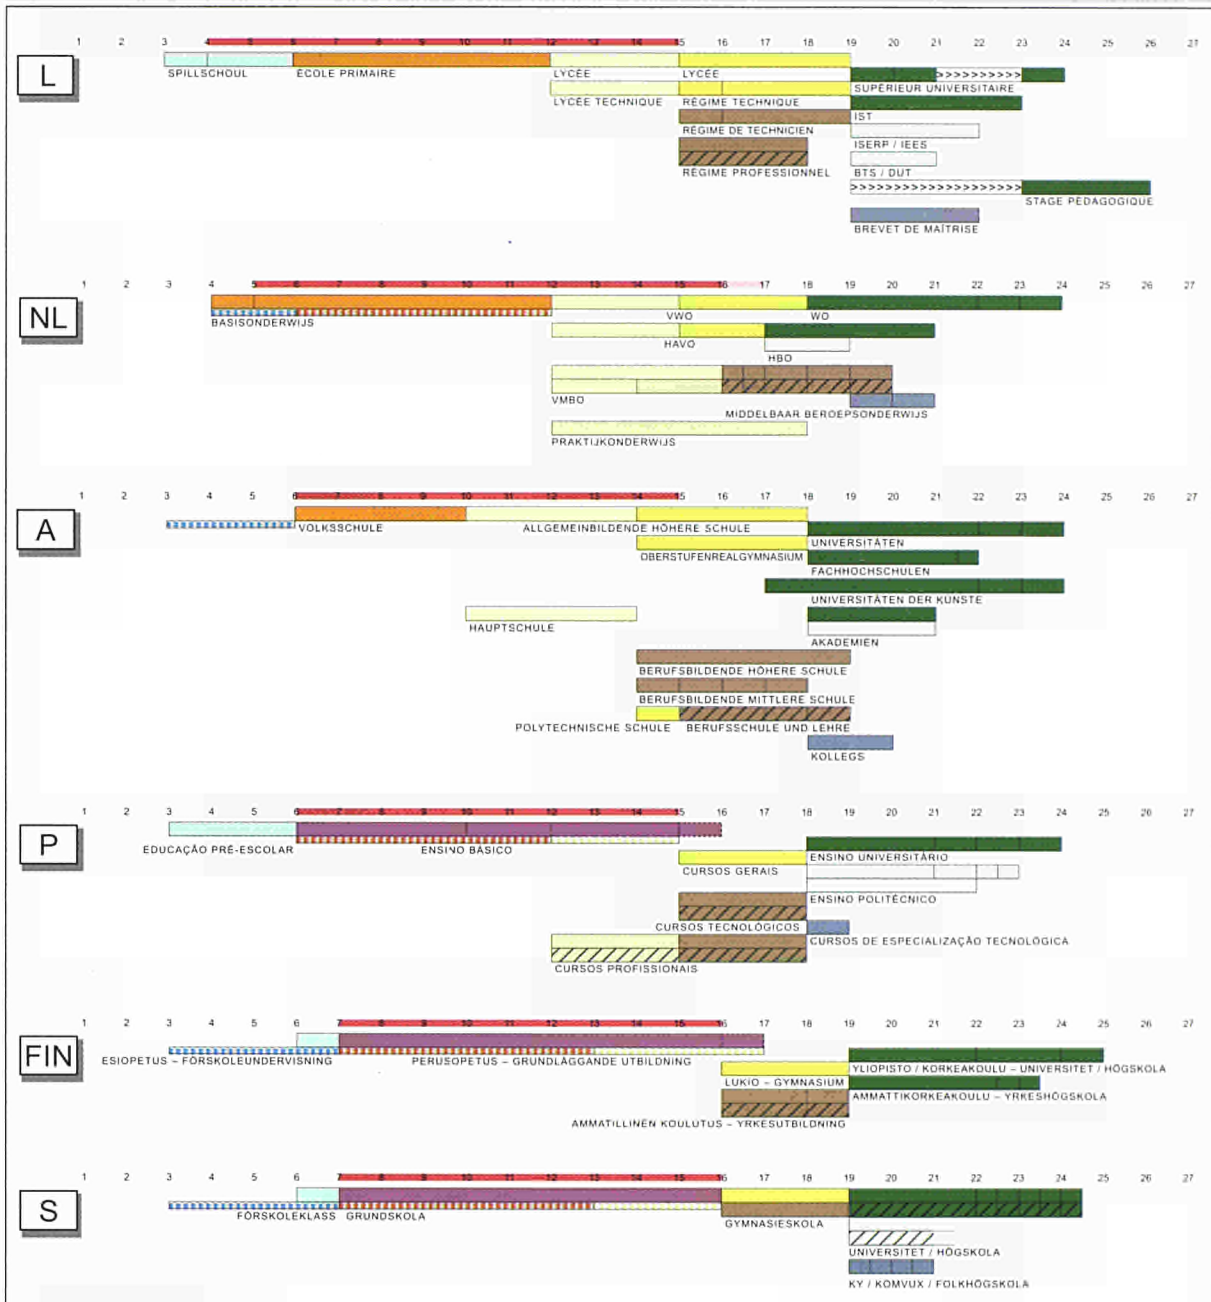 1 2 3 4 5 6 7 8 9 10 11 12 13 14 15 16 17 18 19 20 21 22 23 24 25 26 27
L
SPILLSCHOUL ÉCOLE PRIMAIRE LYCÉE LYCÉE
LYCÉE TECHNIQUE RÉGIME TECHNIQUE SUPÉRIEUR UNIVERSITAIRE
RÉGIME DE TECHNICIEN IST
ISERP / IEES
RÉGIME PROFESSIONNEL BTS / DUT
STAGE PÉDAGOGIQUE
BREVET DE MAÎTRISE
1 2 3 4 5 6 7 8 9 10 11 12 13 14 15 16 17 18 19 20 21 22 23 24 25 26 27
NL
BASISONDERWIJS VWO WO
HAVO
HBO
VMBO
MIDDELBAAR BEROEPSONDERWIJS
PRAKTIJKONDERWIJS
1 2 3 4 5 6 7 8 9 10 11 12 13 14 15 16 17 18 19 20 21 22 23 24 25 26 27
A
VOLKSSCHULE ALLGEMEINBILDENDE HÖHERE SCHULE
UNIVERSITÄTEN
OBERSTUFENREALGYMNASIUM
FACHHOCHSCHULEN
UNIVERSITÄTEN DER KÜNSTE
HAUPTSCHULE
AKADEMIEN
BERUFSBILDENDE HÖHERE SCHULE
BERUFSBILDENDE MITTLERE SCHULE
POLYTECHNISCHE SCHULE BERUFSSCHULE UND LEHRE
KOLLEGS
1 2 3 4 5 6 7 8 9 10 11 12 13 14 15 16 17 18 19 20 21 22 23 24 25 26 27
P
EDUCAÇÃO PRÉ-ESCOLAR ENSINO BÁSICO
ENSINO UNIVERSITÁRIO
CURSOS GERAIS
ENSINO POLITÉCNICO
CURSOS TECNOLÓGICOS
CURSOS DE ESPECIALIZAÇÃO TECNOLÓGICA
CURSOS PROFISSIONAIS
1 2 3 4 5 6 7 8 9 10 11 12 13 14 15 16 17 18 19 20 21 22 23 24 25 26 27
FIN
ESIOPETUS – FÖRSKOLEUNDERVISNING PERUSOPETUS – GRUNDLÄGGANDE UTBILDNING
YLIOPISTO / KORKEAKOULU – UNIVERSITET / HÖGSKOLA
LUKIO – GYMNASIUM
AMMATTIKORKEAKOULU – YRKESHÖGSKOLA
AMMATILLINEN KOULUTUS – YRKESUTBILDNING
1 2 3 4 5 6 7 8 9 10 11 12 13 14 15 16 17 18 19 20 21 22 23 24 25 26 27
S
FÖRSKOLEKLASS GRUNDSKOLA
GYMNASIESKOLA
UNIVERSITET / HÖGSKOLA
KY / KOMVUX / FOLKHÖGSKOLA